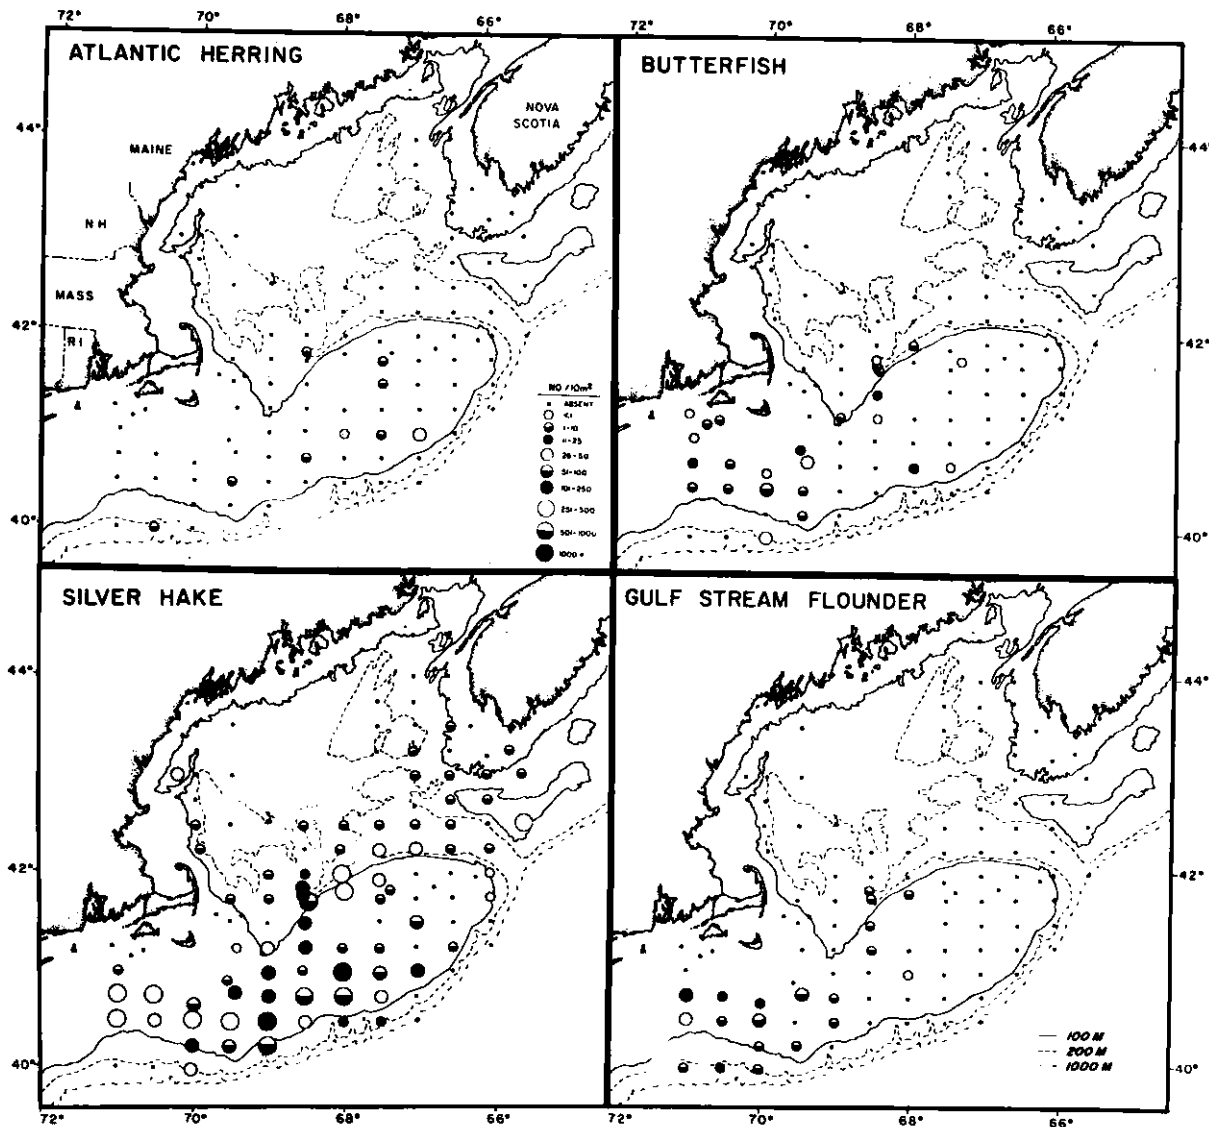 72° 70° 68° 66°
72° 70° 68° 66°
ATLANTIC HERRING
BUTTERFISH
NOVA
SCOTIA
44°
44°
MAINE
NH
MASS
42°
42°
RI
NO/10m²
ABSENT
<1
1-10
11-25
26-50
51-100
101-250
251-500
501-1000
1000+
40°
40°
SILVER HAKE
GULF STREAM FLOUNDER
44°
44°
42°
42°
100 M
200 M
1000 M
40°
40°
72° 70° 68° 66°
72° 70° 68° 66°